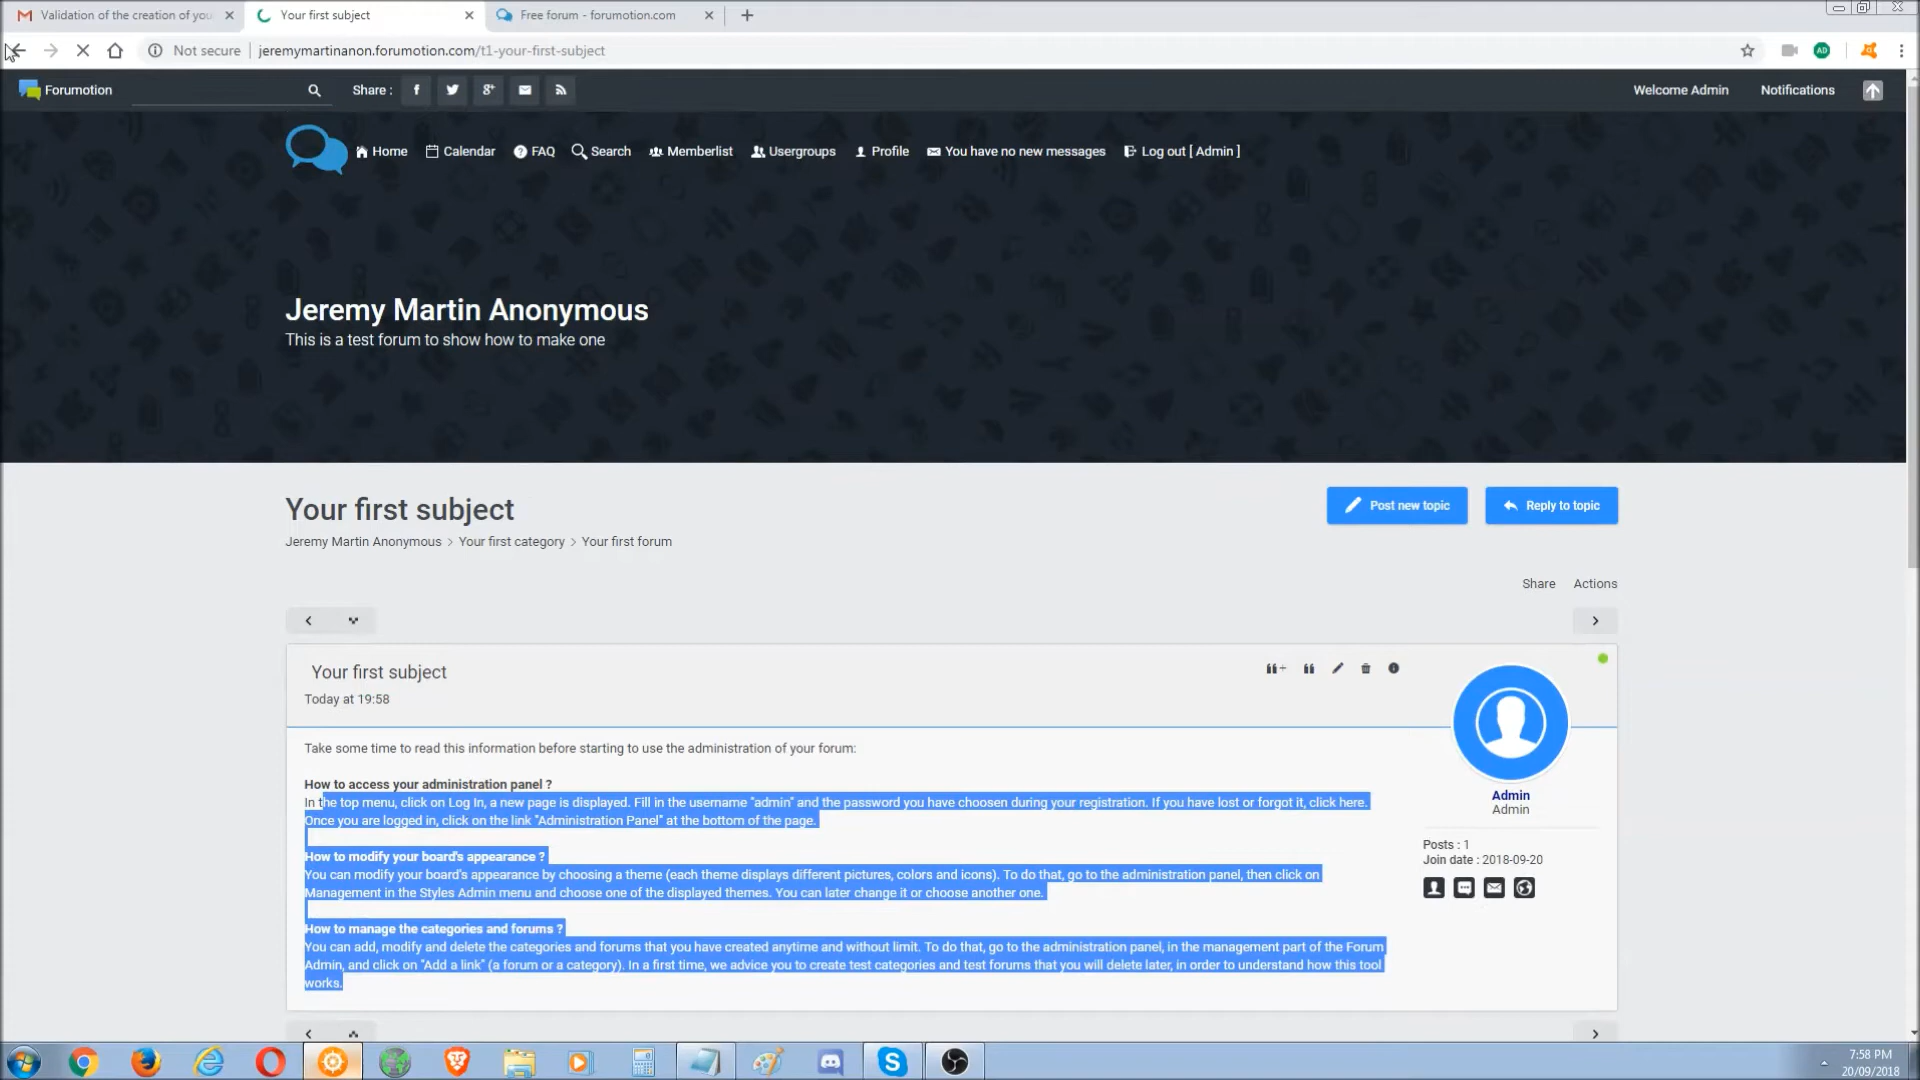 Validation of the creation of you
Your first subject
Free forum - forumotion.com
Not secure
jeremymartinanon.forumotion.com/t1-your-first-subject
AD
Forumotion
Share :
Welcome Admin
Notifications
Home
Calendar
FAQ
Search
Memberlist
Usergroups
Profile
You have no new messages
Log out [ Admin ]
Jeremy Martin Anonymous
This is a test forum to show how to make one
Your first subject
Post new topic
Reply to topic
Jeremy Martin Anonymous > Your first category > Your first forum
Share Actions
Your first subject
Today at 19:58
Take some time to read this information before starting to use the administration of your forum:
How to access your administration panel ?
In the top menu, click on Log In, a new page is displayed. Fill in the username "admin" and the password you have choosen during your registration. If you have lost or forgot it, click here.
Once you are logged in, click on the link "Administration Panel" at the bottom of the page.
How to modify your board's appearance ?
You can modify your board's appearance by choosing a theme (each theme displays different pictures, colors and icons). To do that, go to the administration panel, then click on
Management in the Styles Admin menu and choose one of the displayed themes. You can later change it or choose another one.
How to manage the categories and forums ?
You can add, modify and delete the categories and forums that you have created anytime and without limit. To do that, go to the administration panel, in the management part of the Forum
Admin, and click on "Add a link" (a forum or a category). In a first time, we advice you to create test categories and test forums that you will delete later, in order to understand how this tool
works.
Admin
Admin
Posts : 1
Join date : 2018-09-20
7:58 PM
20/09/2018